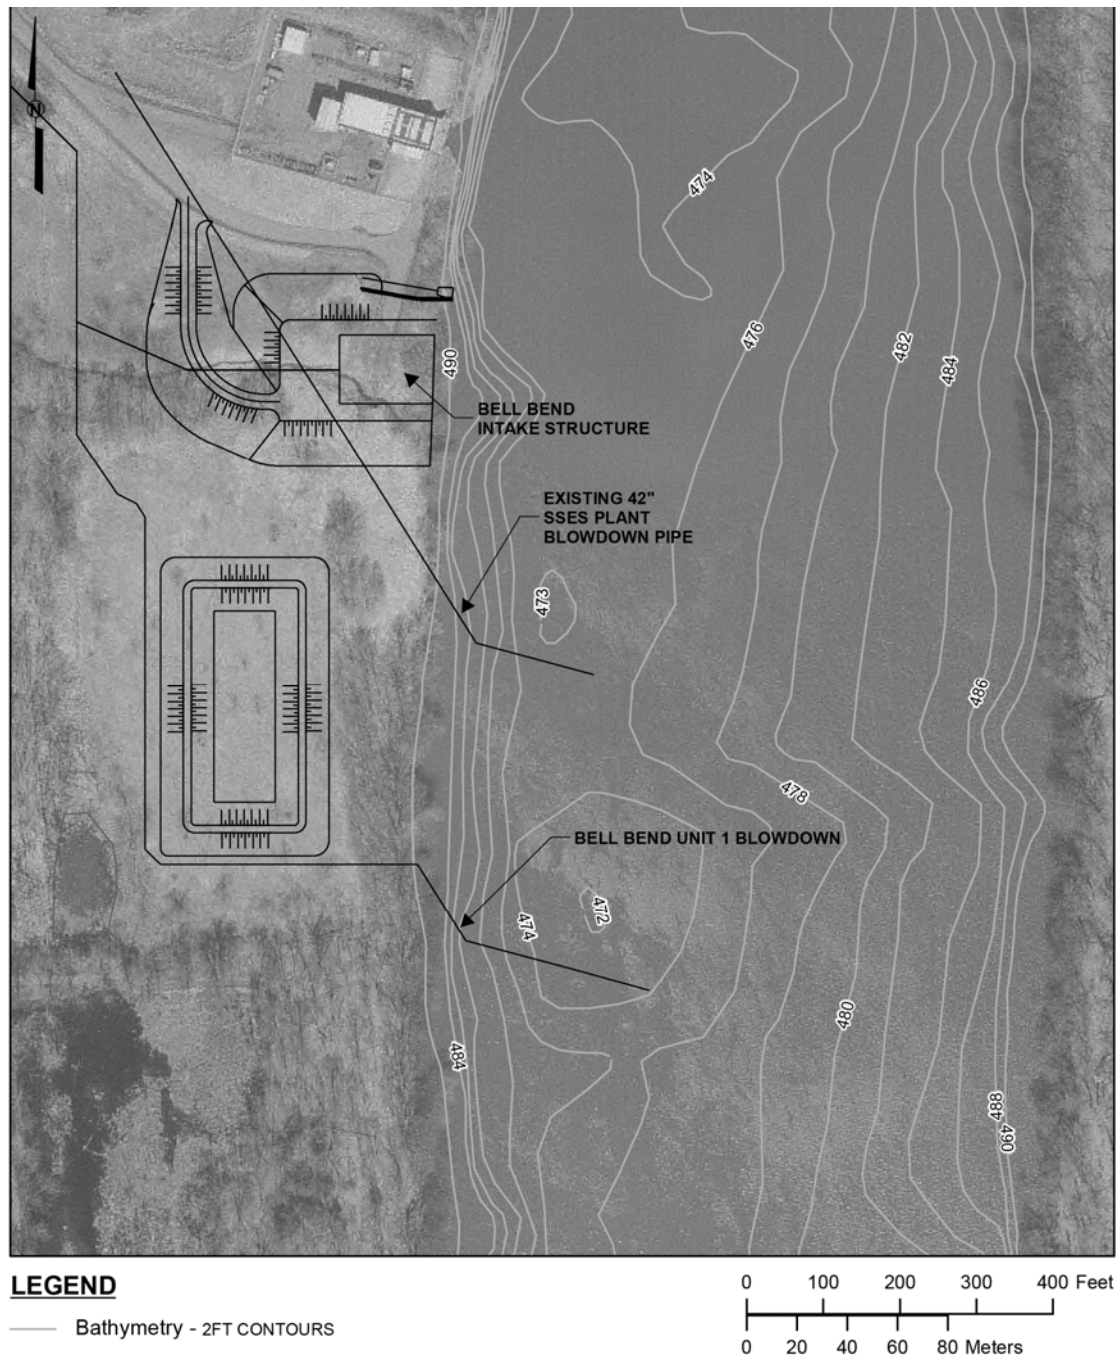 N
474
476
482
484
490
BELL BEND
INTAKE STRUCTURE
EXISTING 42"
SSES PLANT
BLOWDOWN PIPE
473
486
478
BELL BEND UNIT 1 BLOWDOWN
472
474
480
484
488
490
LEGEND
Bathymetry - 2FT CONTOURS
0 100 200 300 400 Feet
0 20 40 60 80 Meters